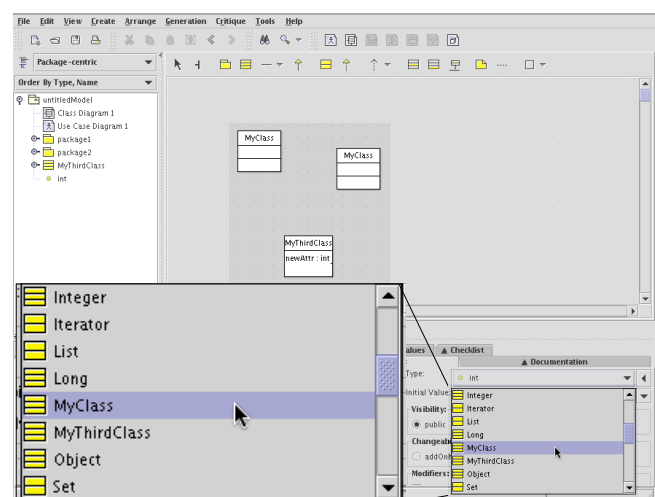 File Edit View Create Arrange Generation Critique Tools Help
Package-centric
Order By Type, Name
untitledModel
Class Diagram 1
Use Case Diagram 1
package1
package2
MyThirdClass
int
MyClass
MyClass
MyThirdClass
newAttr : int
Integer
Iterator
List
Long
MyClass
MyThirdClass
Object
Set
Checklist
Documentation
Type:
int
Initial Value:
Visibility:
public
Modifiers:
Integer
Iterator
List
Long
MyClass
MyThirdClass
Object
Set